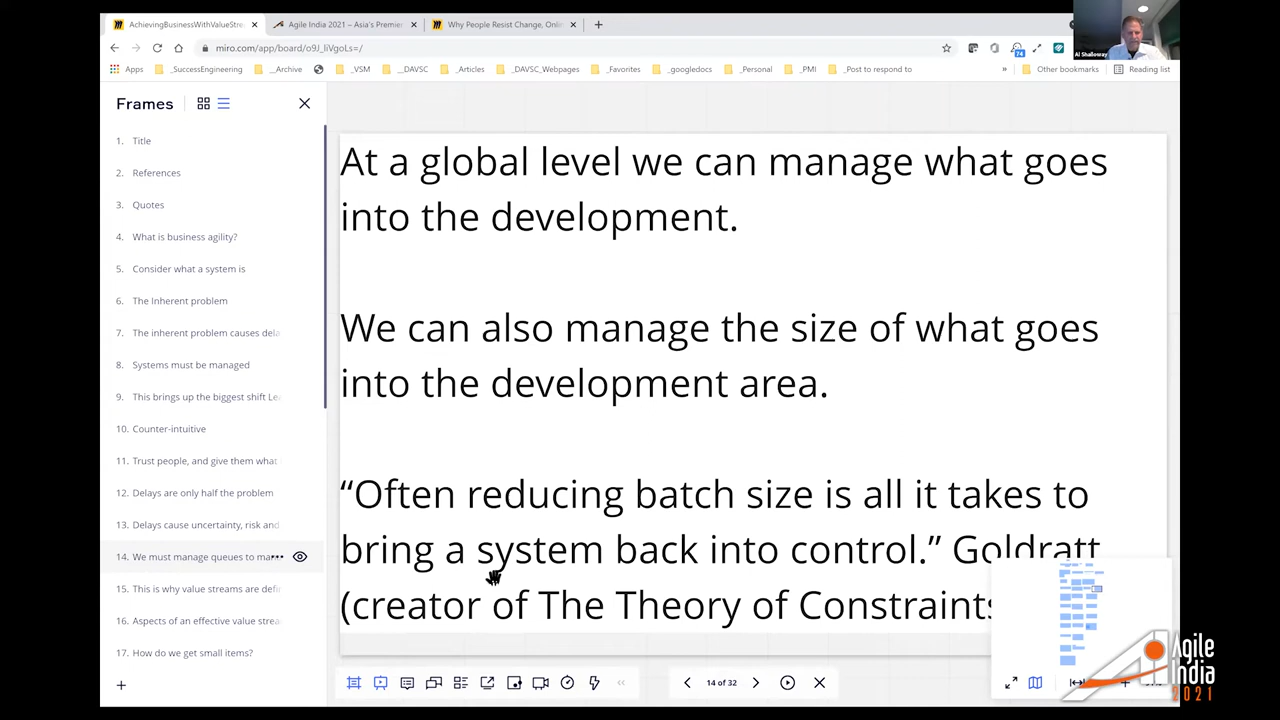 AchievingBusinessWithValueStre
Agile India 2021 – Asia's Premier
Why People Resist Change, Onli
miro.com/app/board/o9J_liVgoLs=/
74
Apps
_SuccessEngineering
__Archive
_VSM
__DAVSC
_Articles
_DAVSC_Webpages
_Favorites
_googledocs
_Personal
_PMI
_Post to respond to
»
Other bookmarks
Reading list
Al Shalloway
Frames
1. Title
2. References
3. Quotes
4. What is business agility?
5. Consider what a system is
6. The Inherent problem
7. The inherent problem causes dela
8. Systems must be managed
9. This brings up the biggest shift Lea
10. Counter-intuitive
11. Trust people, and give them what
12. Delays are only half the problem
13. Delays cause uncertainty, risk and
14. We must manage queues to ma...
15. This is why value streams are defi
16. Aspects of an effective value strea
17. How do we get small items?
At a global level we can manage what goes
into the development.
We can also manage the size of what goes
into the development area.
“Often reducing batch size is all it takes to
bring a system back into control.” Goldratt
(creator of The Theory of Constraints
14 of 32
Agile
India
2021